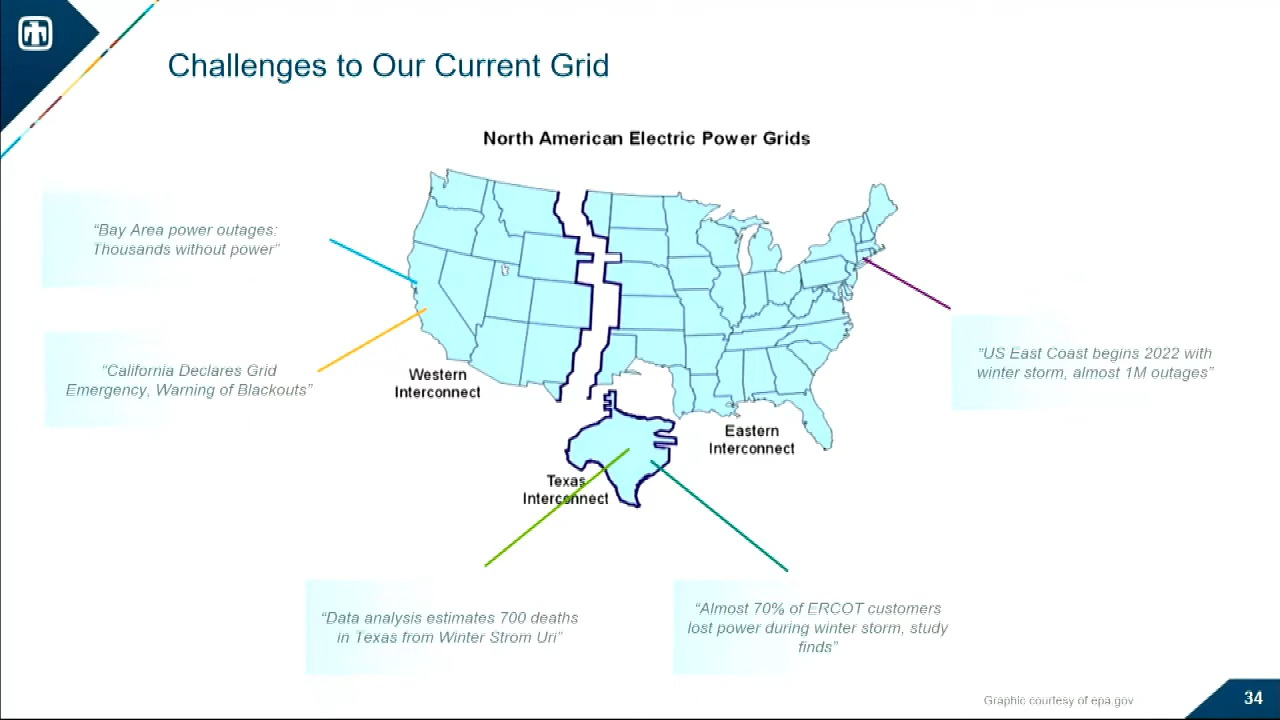 Challenges to Our Current Grid
North American Electric Power Grids
“Bay Area power outages:
Thousands without power”
“California Declares Grid
Emergency, Warning of Blackouts”
Western
Interconnect
“US East Coast begins 2022 with
winter storm, almost 1M outages”
Eastern
Interconnect
Texas
Interconnect
“Data analysis estimates 700 deaths
in Texas from Winter Strom Uri”
“Almost 70% of ERCOT customers
lost power during winter storm, study
finds”
Graphic courtesy of epa.gov
34